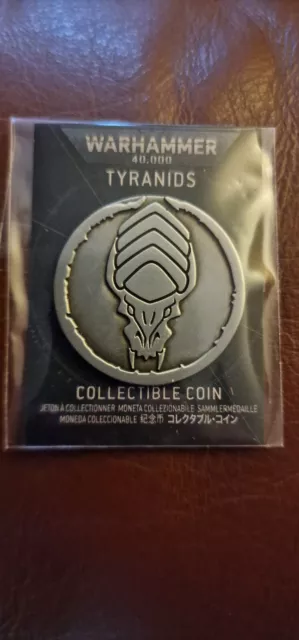 WARHAMMER
40,000
TYRANIDS
COLLECTIBLE COIN
JETON À COLLECTIONNER MONETA COLLEZIONABILE SAMMLERMEDAILLE
MONEDA COLECCIONABLE 纪念币 コレクタブル・コイン